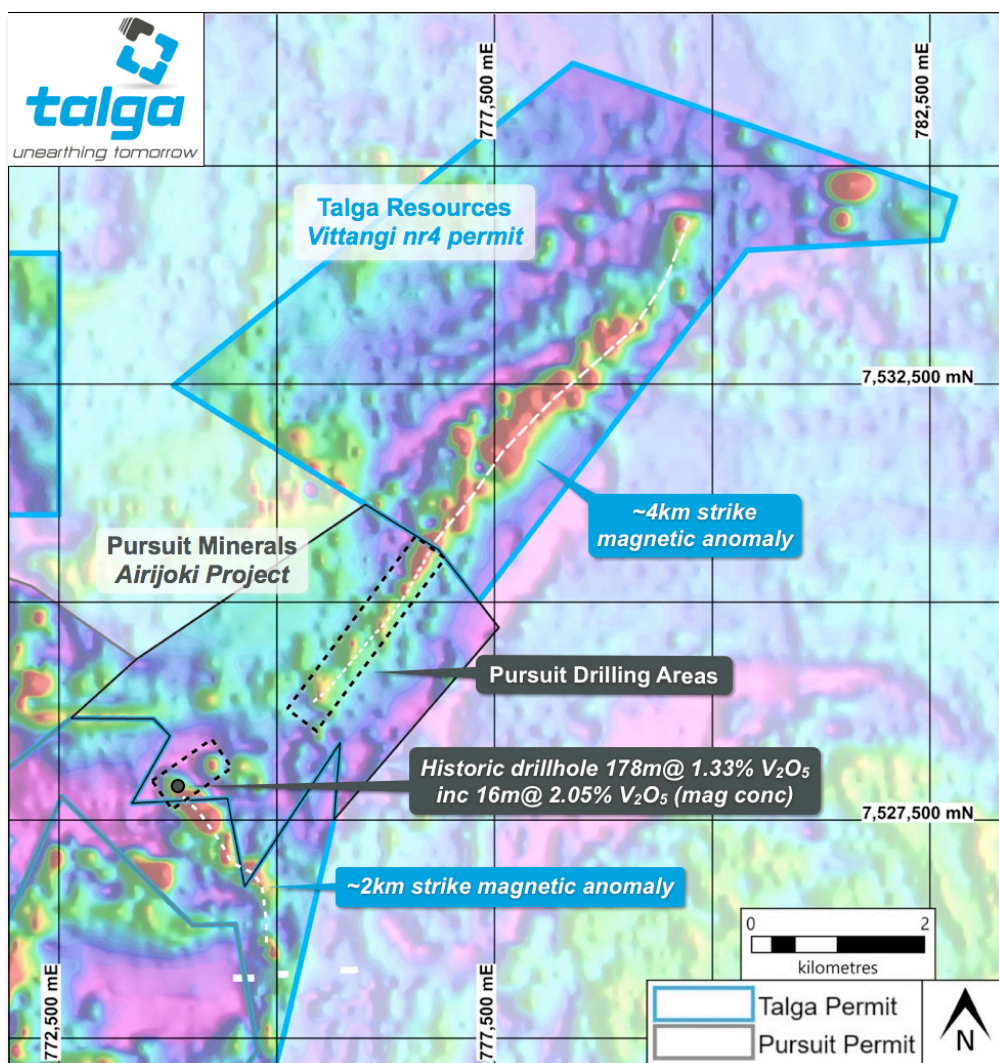 talga
unearthing tomorrow
777,500 mE
782,500 mE
Talga Resources
Vittangi nr4 permit
7,532,500 mN
~4km strike
magnetic anomaly
Pursuit Minerals
Airijoki Project
Pursuit Drilling Areas
Historic drillhole 178m@ 1.33% V₂O₅
inc 16m@ 2.05% V₂O₅ (mag conc)
7,527,500 mN
~2km strike magnetic anomaly
0 2
kilometres
772,500 mE
777,500 mE
Talga Permit
Pursuit Permit
N